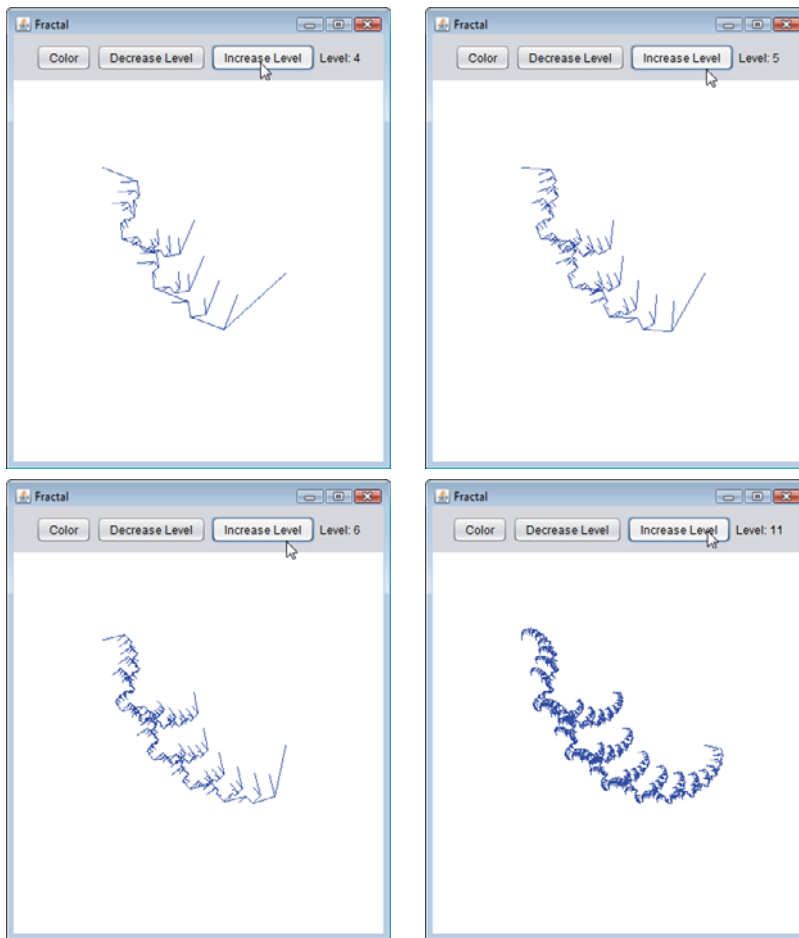 Fractal
Color Decrease Level Increase Level Level: 4
Fractal
Color Decrease Level Increase Level Level: 5
Fractal
Color Decrease Level Increase Level Level: 6
Fractal
Color Decrease Level Increase Level Level: 11